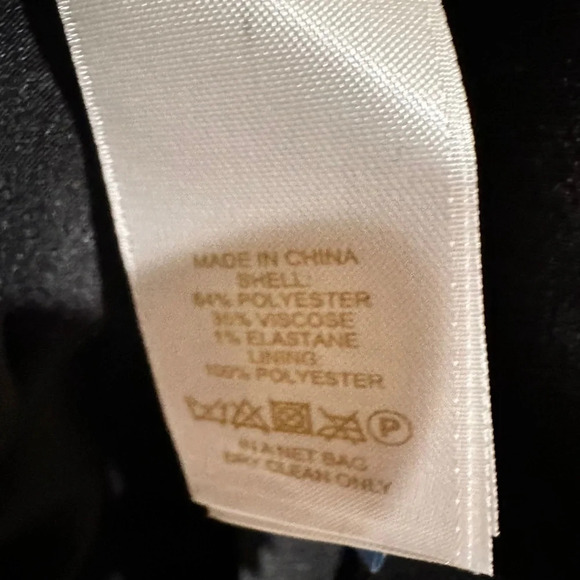 MADE IN CHINA
SHELL:
64% POLYESTER
35% VISCOSE
1% ELASTANE
LINING:
100% POLYESTER
P
IN A NET BAG
DRY CLEAN ONLY